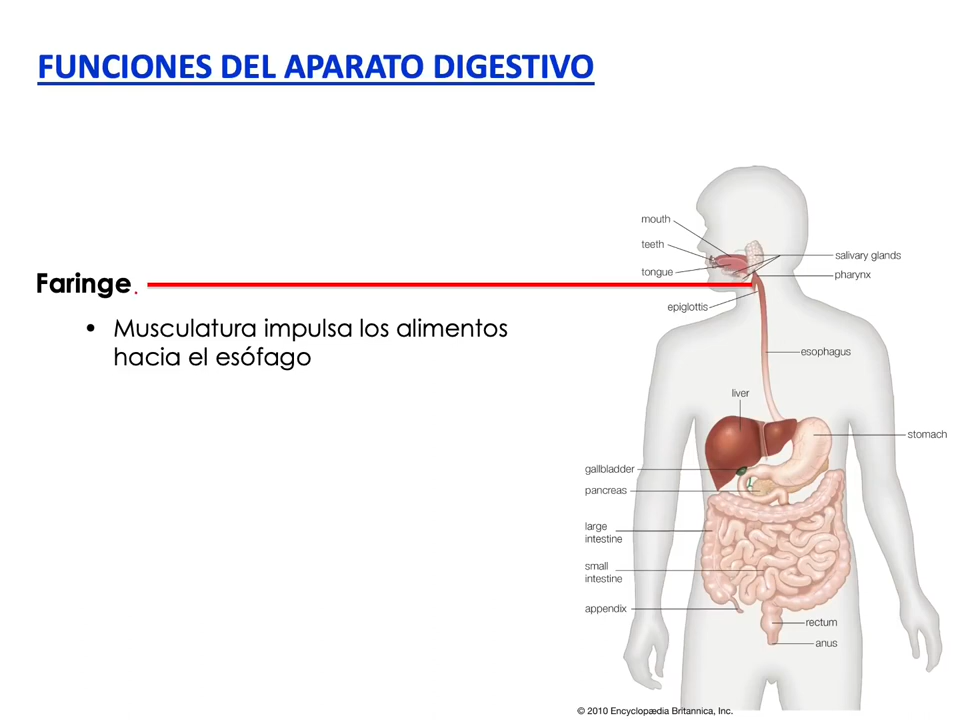 FUNCIONES DEL APARATO DIGESTIVO
Faringe.
• Musculatura impulsa los alimentos
hacia el esófago
mouth
teeth
tongue
epiglottis
salivary glands
pharynx
esophagus
liver
stomach
gallbladder
pancreas
large
intestine
small
intestine
appendix
rectum
anus
© 2010 Encyclopædia Britannica, Inc.